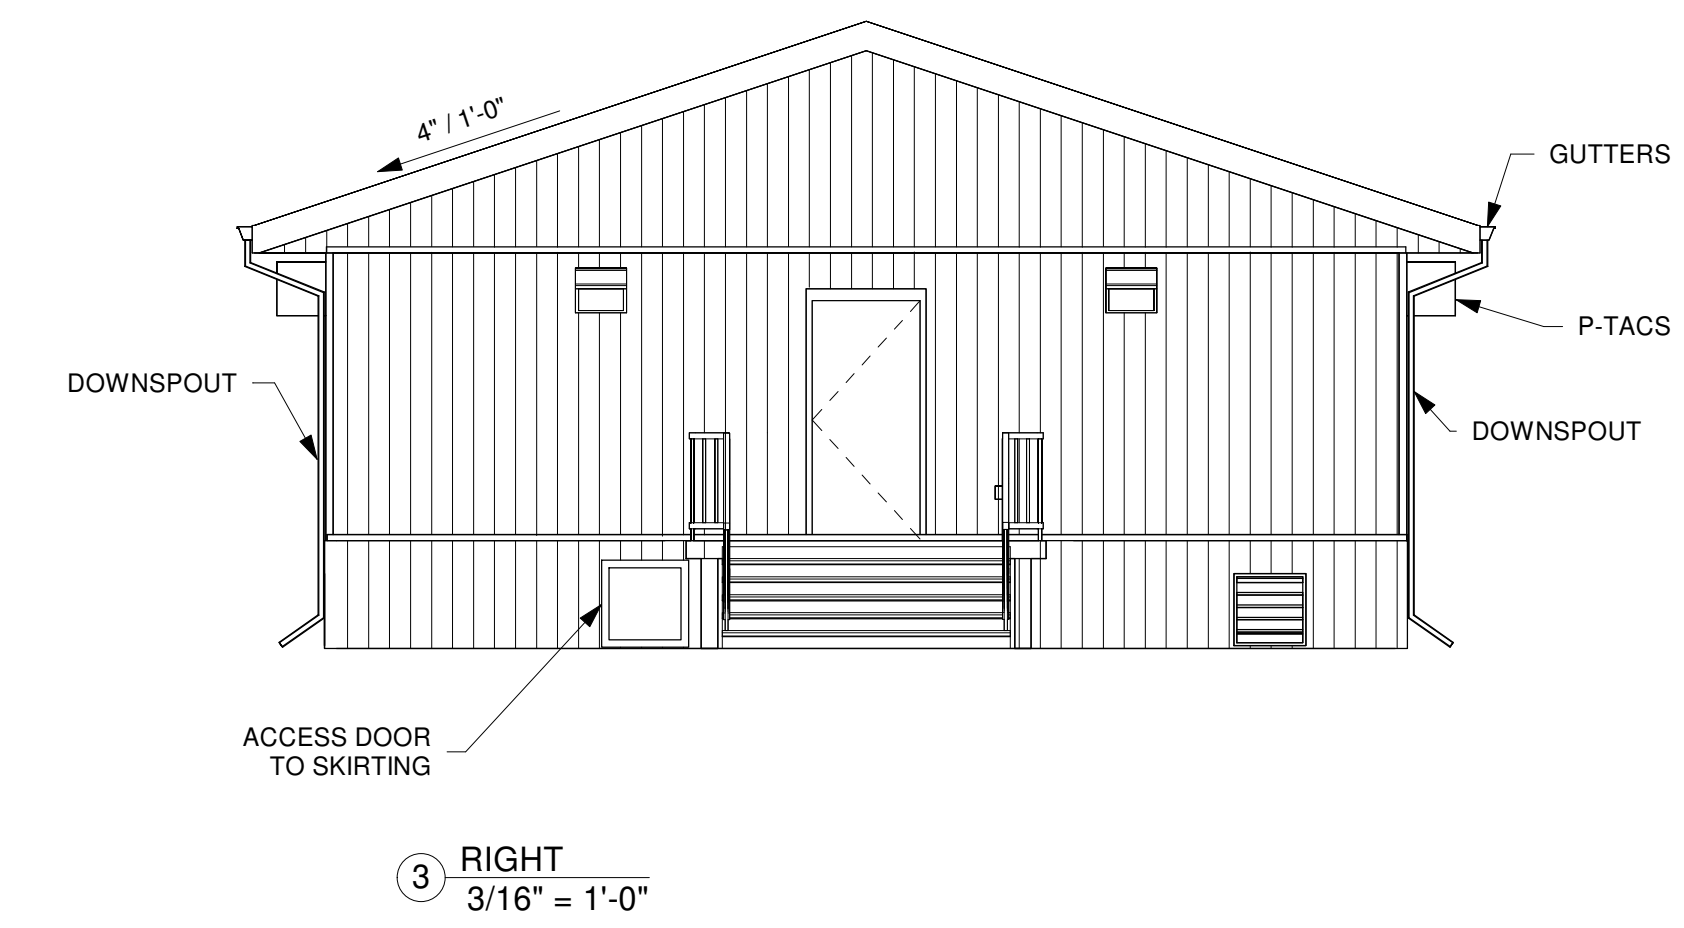 4" / 1'-0"
GUTTERS
P-TACS
DOWNSPOUT
DOWNSPOUT
ACCESS DOOR
TO SKIRTING
3
RIGHT
3/16" = 1'-0"